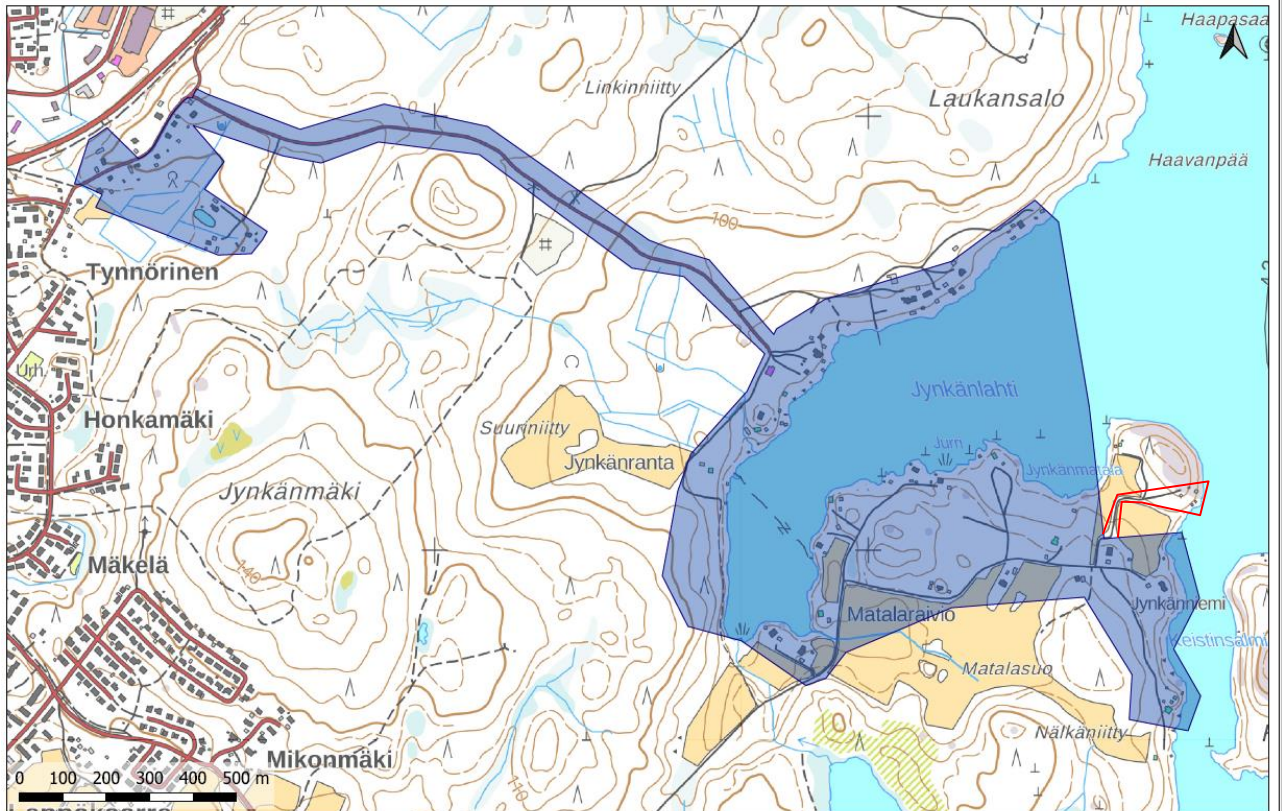 Haapasaa
Linkinniitty
Laukansalo
Haavanpää
100
Tynnörinen
Urh.
Jynkänlahti
Honkamäki
Suuriniitty
Jynkänranta
Jurri
Jynkänmatala
Jynkänmäki
140
Mäkelä
Matalaraivio
Jynkänniemi
Keistinsalmi
Matalasuo
Nälkäniitty
Mikonmäki
110
0 100 200 300 400 500 m